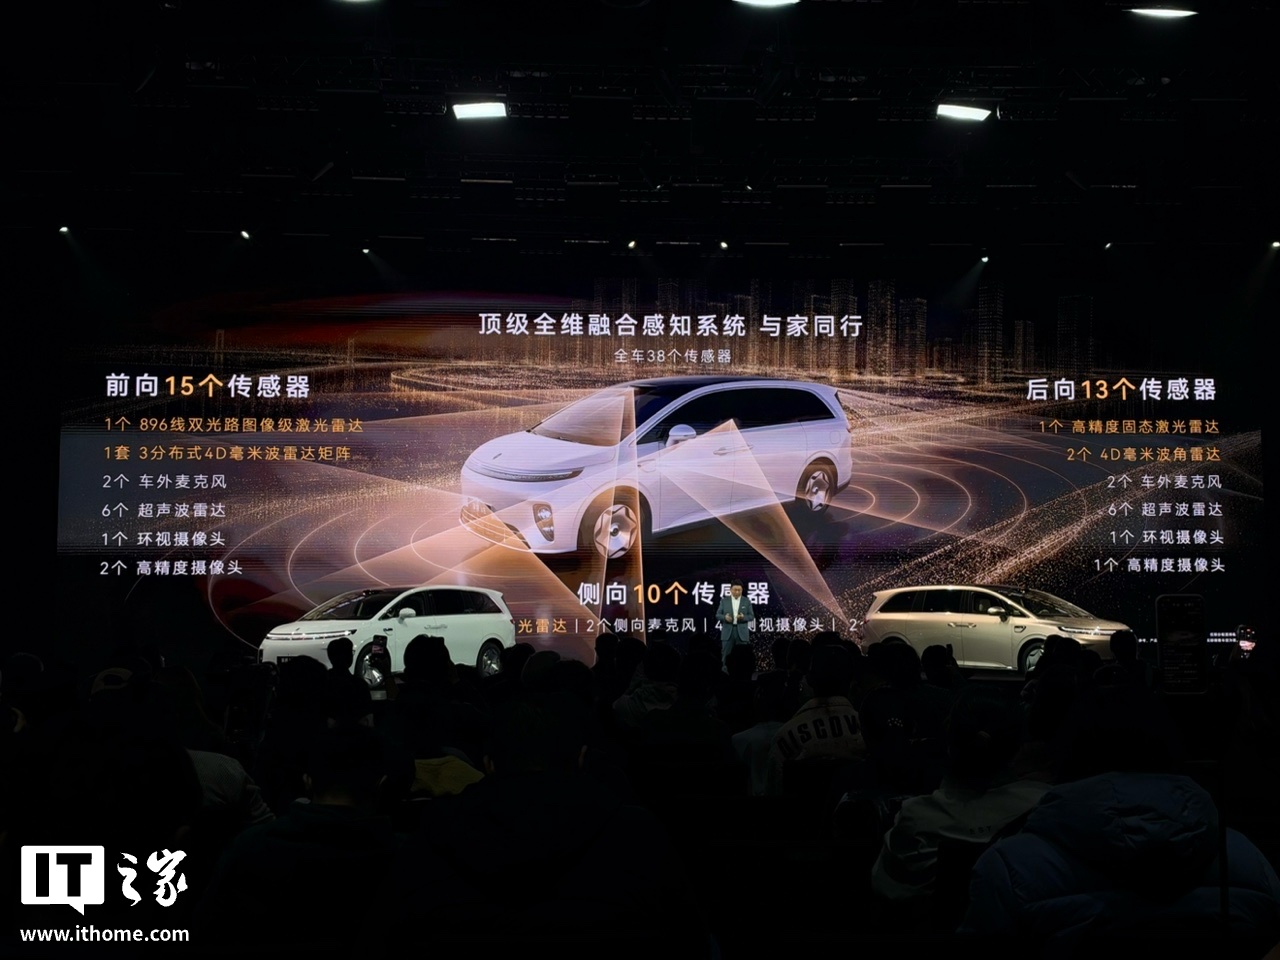 顶级全维融合感知系统 与家同行
全车38个传感器
前向15个传感器
1个 896线双光路图像级激光雷达
1套 3分布式4D毫米波雷达矩阵
2个 车外麦克风
6个 超声波雷达
1个 环视摄像头
2个 高精度摄像头
后向13个传感器
1个 高精度固态激光雷达
2个 4D毫米波角雷达
2个 车外麦克风
6个 超声波雷达
1个 环视摄像头
1个 高精度摄像头
侧向10个传 器
光雷达 | 2个侧向麦克风 | 4 视摄像头 | 2
DISCOV
IT之家
www.ithome.com